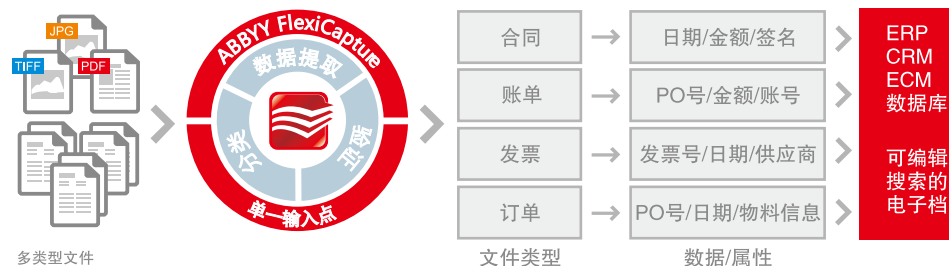 JPG
TIFF
PDF
多类型文件
ABBYY FlexiCapture
数据提取
分类
验证
单一输入点
合同
日期/金额/签名
账单
PO号/金额/账号
发票
发票号/日期/供应商
订单
PO号/日期/物料信息
文件类型
数据/属性
ERP
CRM
ECM
数据库
可编辑
搜索的
电子档